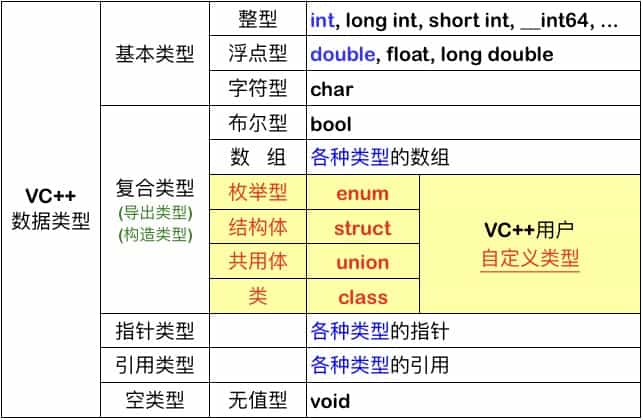 VC++
数据类型
基本类型
整型
int, long int, short int, __int64, ...
浮点型
double, float, long double
字符型
char
复合类型
(导出类型)
(构造类型)
布尔型
bool
数 组
各种类型的数组
枚举型
enum
结构体
struct
共用体
union
类
class
VC++用户
自定义类型
指针类型
各种类型的指针
引用类型
各种类型的引用
空类型
无值型
void